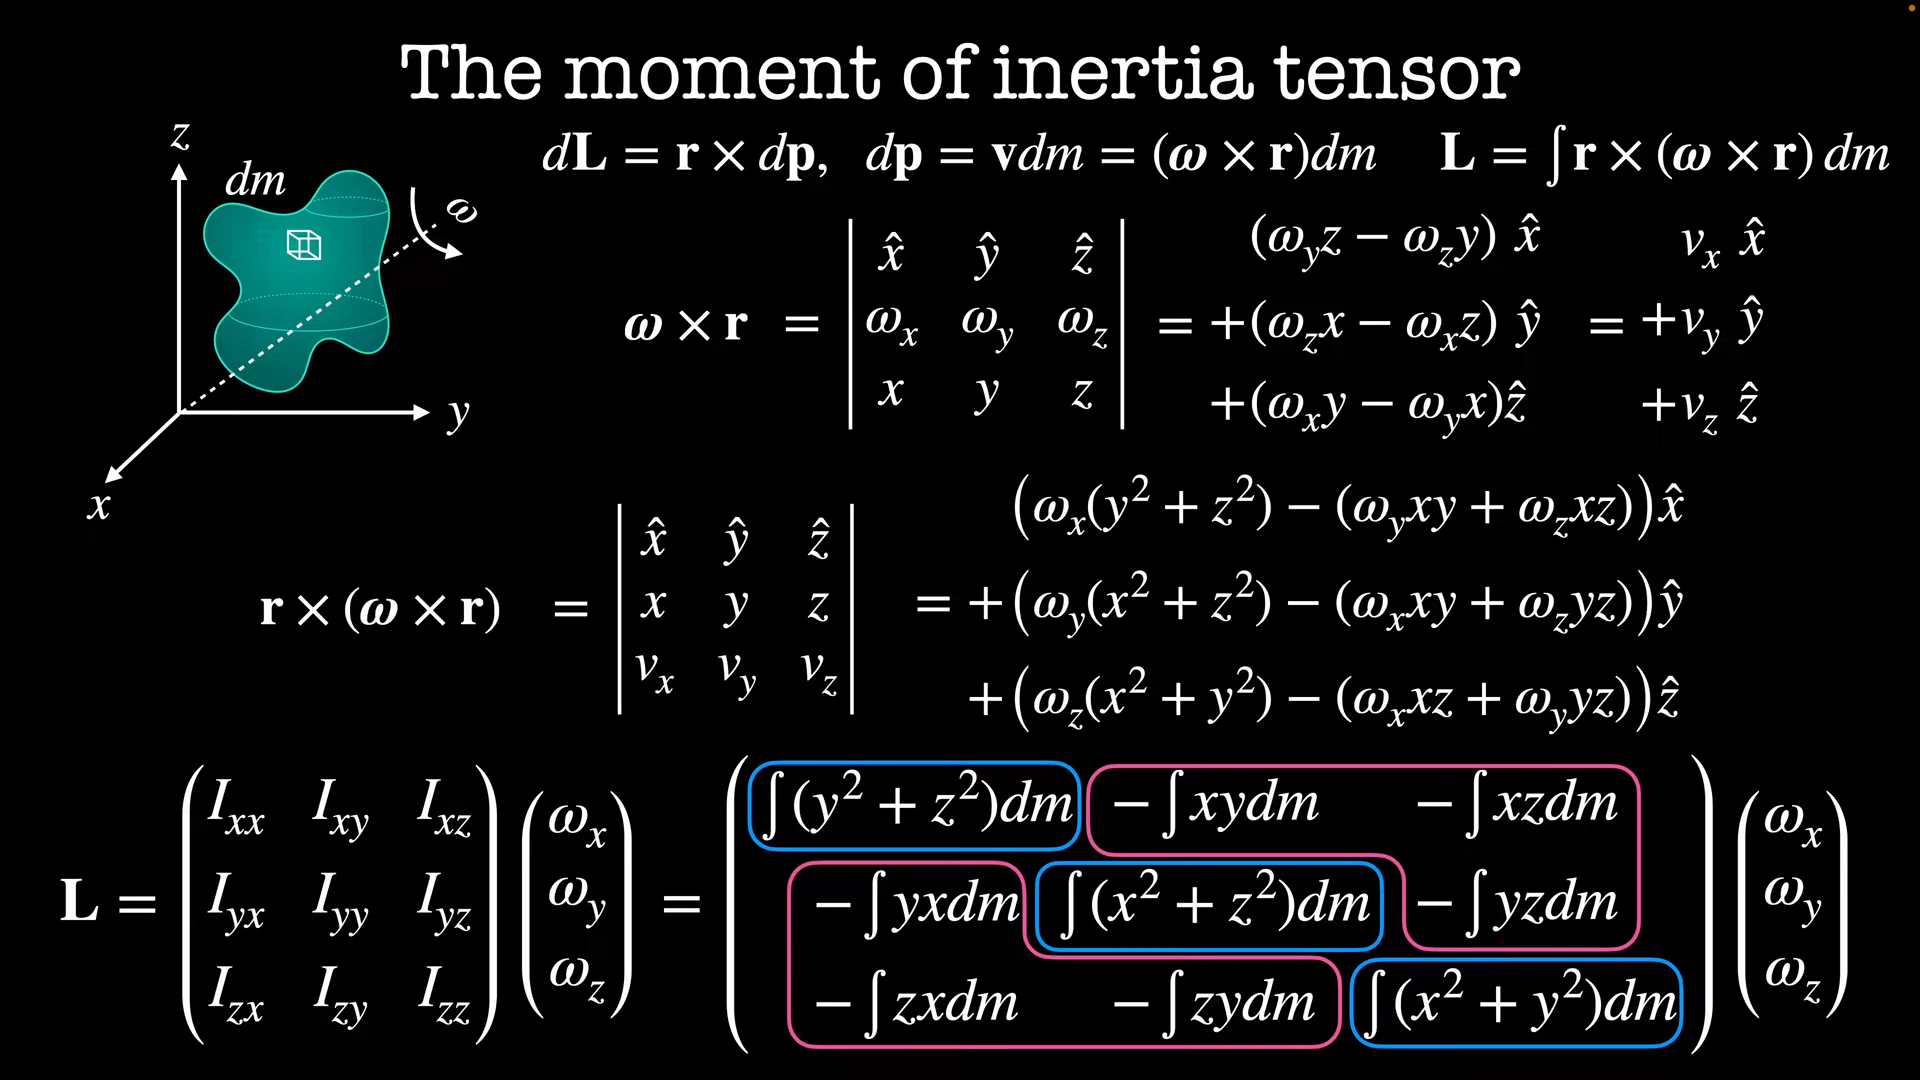 The moment of inertia tensor
dL = r × dp, dp = vdm = (ω × r)dm L = ∫r × (ω × r) dm
z
dm
ω
y
x
ω × r = | x̂ ŷ ẑ | = (ω_y z − ω_z y) x̂ = v_x x̂
| ω_x ω_y ω_z | +(ω_z x − ω_x z) ŷ +v_y ŷ
| x y z | +(ω_x y − ω_y x)ẑ +v_z ẑ
r × (ω × r) = | x̂ ŷ ẑ | = (ω_x(y² + z²) − (ω_y xy + ω_z xz))x̂
| x y z | +(ω_y(x² + z²) − (ω_x xy + ω_z yz))ŷ
| v_x v_y v_z | +(ω_z(x² + y²) − (ω_x xz + ω_y yz))ẑ
( I_xx I_xy I_xz ) ( ω_x ) ( ∫(y² + z²)dm − ∫xydm − ∫xzdm ) ( ω_x )
L = ( I_yx I_yy I_yz ) ( ω_y ) = ( − ∫yxdm ∫(x² + z²)dm − ∫yzdm ) ( ω_y )
( I_zx I_zy I_zz ) ( ω_z ) ( − ∫zxdm − ∫zydm ∫(x² + y²)dm ) ( ω_z )